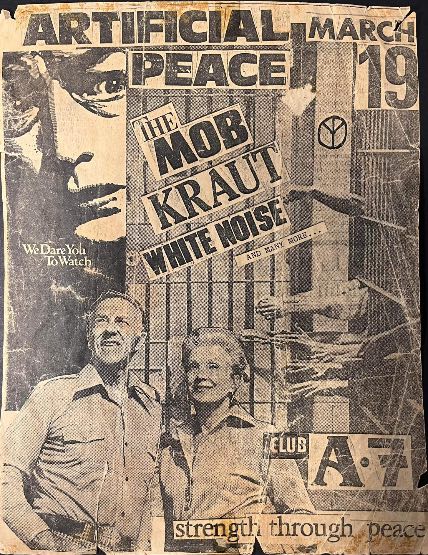 ARTIFICIAL
PEACE
MARCH
19
THE
MOB
KRAUT
WHITE NOISE
AND MANY MORE...
We Dare You
To Watch
CLUB
A•7
strength through peace